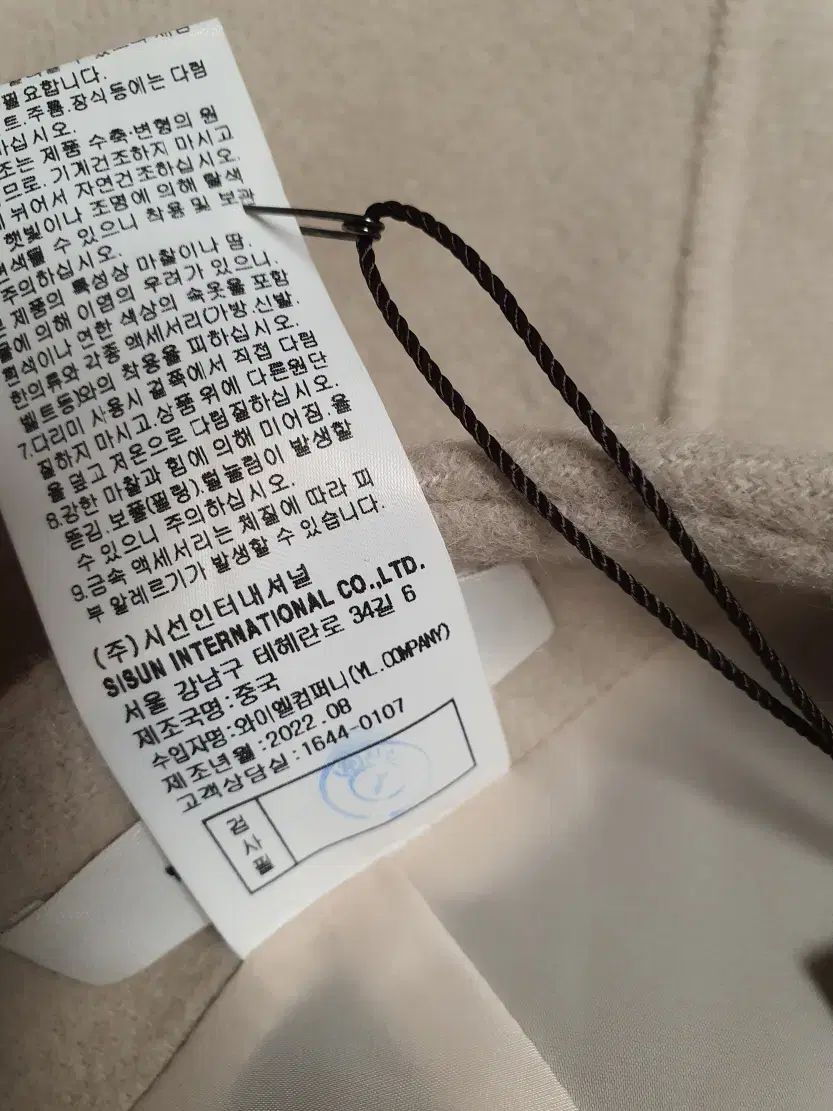 필요합니다.
트.주름.장식등에는 다림
하십시오.
조는 제품 수축·변형의 원
므로. 기계건조하지 마시고
뉘어서 자연건조하십시오.
햇빛이나 조명에 의해 탈색
변색될 수 있으니 착용 및 보관
주의하십시오.
제품의 특성상 마찰이나 땀.
물에 의해 이염의 우려가 있으니.
흰색이나 연한 색상의 속옷을 포함
한의류와 각종 액세서리(가방.신발.
벨트등)와의 착용을 피하십시오.
7.다리미 사용시 겉쪽에서 직접 다림
질하지 마시고.상품 위에 다른원단
을 덮고 저온으로 다림질하십시오.
8.강한 마찰과 힘에 의해 미어짐.올
뜯김.보풀(필링).털눌림이 발생할
수 있으니 주의하십시오.
9.금속 액세서리는 체질에 따라 피
부 알레르기가 발생할 수 있습니다.
(주)시선인터내셔널
SISUN INTERNATIONAL CO.,LTD.
서울 강남구 테헤란로 34길 6
제조국명:중국
수입자명:와이엘컴퍼니(YL.COMPANY)
제조년월:2022.08
고객상담실:1644-0107
검사필